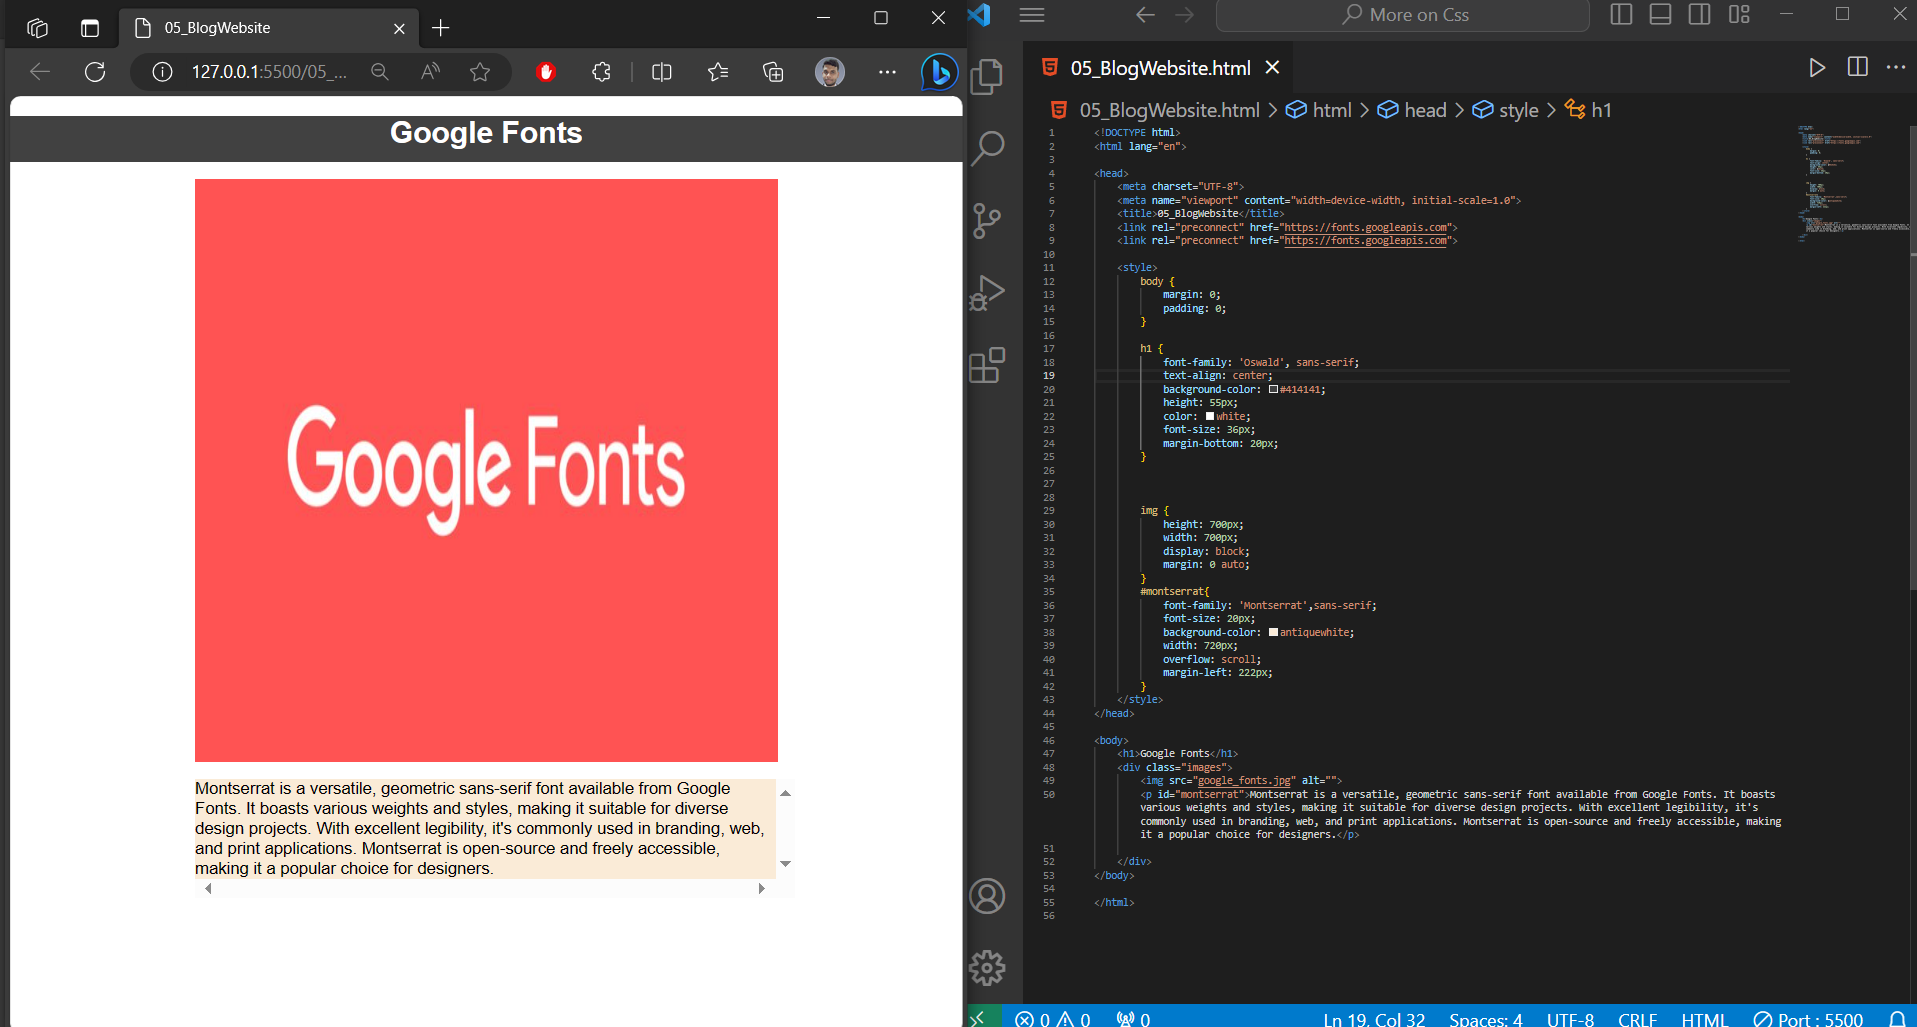 05_BlogWebsite
127.0.0.1:5500/05_...
Google Fonts
Google Fonts
Montserrat is a versatile, geometric sans-serif font available from Google
Fonts. It boasts various weights and styles, making it suitable for diverse
design projects. With excellent legibility, it's commonly used in branding, web,
and print applications. Montserrat is open-source and freely accessible,
making it a popular choice for designers.
More on Css
05_BlogWebsite.html
05_BlogWebsite.html > html > head > style > h1
1 <!DOCTYPE html>
2 <html lang="en">
3
4 <head>
5 <meta charset="UTF-8">
6 <meta name="viewport" content="width=device-width, initial-scale=1.0">
7 <title>05_BlogWebsite</title>
8 <link rel="preconnect" href="https://fonts.googleapis.com">
9 <link rel="preconnect" href="https://fonts.googleapis.com">
10
11 <style>
12 body {
13 margin: 0;
14 padding: 0;
15 }
16
17 h1 {
18 font-family: 'Oswald', sans-serif;
19 text-align: center;
20 background-color: #414141;
21 height: 55px;
22 color: white;
23 font-size: 36px;
24 margin-bottom: 20px;
25 }
26
27
28
29 img {
30 height: 700px;
31 width: 700px;
32 display: block;
33 margin: 0 auto;
34 }
35 #montserrat{
36 font-family: 'Montserrat',sans-serif;
37 font-size: 20px;
38 background-color: antiquewhite;
39 width: 720px;
40 overflow: scroll;
41 margin-left: 222px;
42 }
43 </style>
44 </head>
45
46 <body>
47 <h1>Google Fonts</h1>
48 <div class="images">
49 <img src="google_fonts.jpg" alt="">
50 <p id="montserrat">Montserrat is a versatile, geometric sans-serif font available from Google Fonts. It boasts
various weights and styles, making it suitable for diverse design projects. With excellent legibility, it's
commonly used in branding, web, and print applications. Montserrat is open-source and freely accessible, making
it a popular choice for designers.</p>
51
52 </div>
53 </body>
54
55 </html>
56
0 0 0 Ln 19, Col 32 Spaces: 4 UTF-8 CRLF HTML Port : 5500